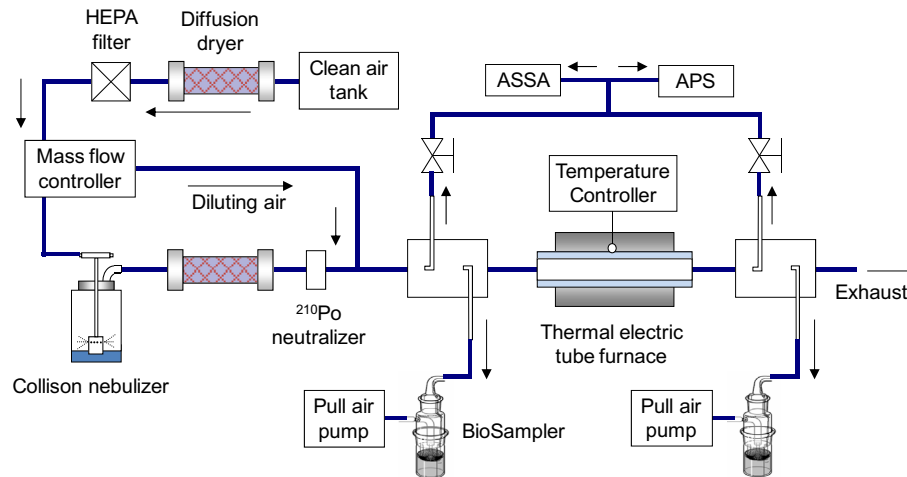 HEPA
filter
Diffusion
dryer
Clean air
tank
ASSA
APS
Mass flow
controller
Diluting air
Temperature
Controller
²¹⁰Po
neutralizer
Thermal electric
tube furnace
Exhaust
Collison nebulizer
Pull air
pump
BioSampler
Pull air
pump